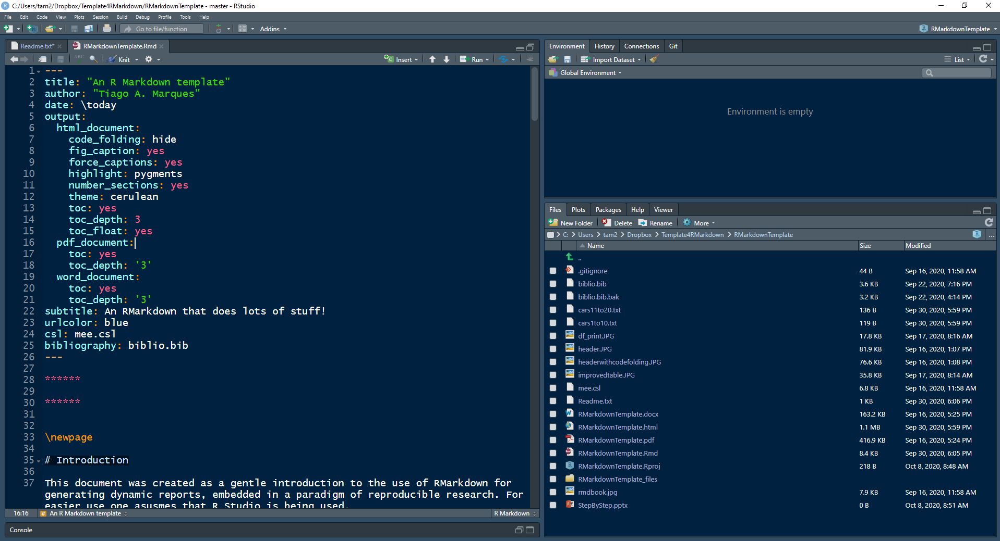 C:/Users/tam2/Dropbox/Template4RMarkdown/RMarkdownTemplate - master - RStudio
File Edit Code View Plots Session Build Debug Profile Tools Help
Go to file/function Addins RMarkdownTemplate
Readme.txt* RMarkdownTemplate.Rmd
ABC Knit Insert Run
1 ---
2 title: "An R Markdown template"
3 author: "Tiago A. Marques"
4 date: \today
5 output:
6 html_document:
7 code_folding: hide
8 fig_caption: yes
9 force_captions: yes
10 highlight: pygments
11 number_sections: yes
12 theme: cerulean
13 toc: yes
14 toc_depth: 3
15 toc_float: yes
16 pdf_document:
17 toc: yes
18 toc_depth: '3'
19 word_document:
20 toc: yes
21 toc_depth: '3'
22 subtitle: An RMarkdown that does lots of stuff!
23 urlcolor: blue
24 csl: mee.csl
25 bibliography: biblio.bib
26 ---
27
28 ******
29
30 ******
31
32
33 \newpage
34
35 # Introduction
36
37 This document was created as a gentle introduction to the use of RMarkdown for
generating dynamic reports, embedded in a paradigm of reproducible research. For
easier use one asusmes that R Studio is being used.
16:16 # An R Markdown template R Markdown
Console
Environment History Connections Git
Import Dataset List
Global Environment
Environment is empty
Files Plots Packages Help Viewer
New Folder Delete Rename More
C: Users tam2 Dropbox Template4RMarkdown RMarkdownTemplate ...
Name Size Modified
..
.gitignore 44 B Sep 16, 2020, 11:58 AM
biblio.bib 3.6 KB Sep 22, 2020, 7:16 PM
biblio.bib.bak 3.2 KB Sep 22, 2020, 4:14 PM
cars11to20.txt 136 B Sep 30, 2020, 5:59 PM
cars1to10.txt 119 B Sep 30, 2020, 5:59 PM
df_print.JPG 17.8 KB Sep 17, 2020, 8:16 AM
header.JPG 81.9 KB Sep 16, 2020, 1:07 PM
headerwithcodefolding.JPG 76.6 KB Sep 16, 2020, 1:08 PM
improvedtable.JPG 35.8 KB Sep 17, 2020, 8:14 AM
mee.csl 6.8 KB Sep 16, 2020, 11:58 AM
Readme.txt 1 KB Sep 30, 2020, 6:06 PM
RMarkdownTemplate.docx 163.2 KB Sep 16, 2020, 5:25 PM
RMarkdownTemplate.html 1.1 MB Sep 30, 2020, 5:59 PM
RMarkdownTemplate.pdf 416.9 KB Sep 16, 2020, 5:24 PM
RMarkdownTemplate.Rmd 8.4 KB Sep 30, 2020, 6:05 PM
RMarkdownTemplate.Rproj 218 B Oct 8, 2020, 8:48 AM
RMarkdownTemplate_files
rmdbook.jpg 7.9 KB Sep 16, 2020, 11:58 AM
StepByStep.pptx 0 B Oct 8, 2020, 8:51 AM